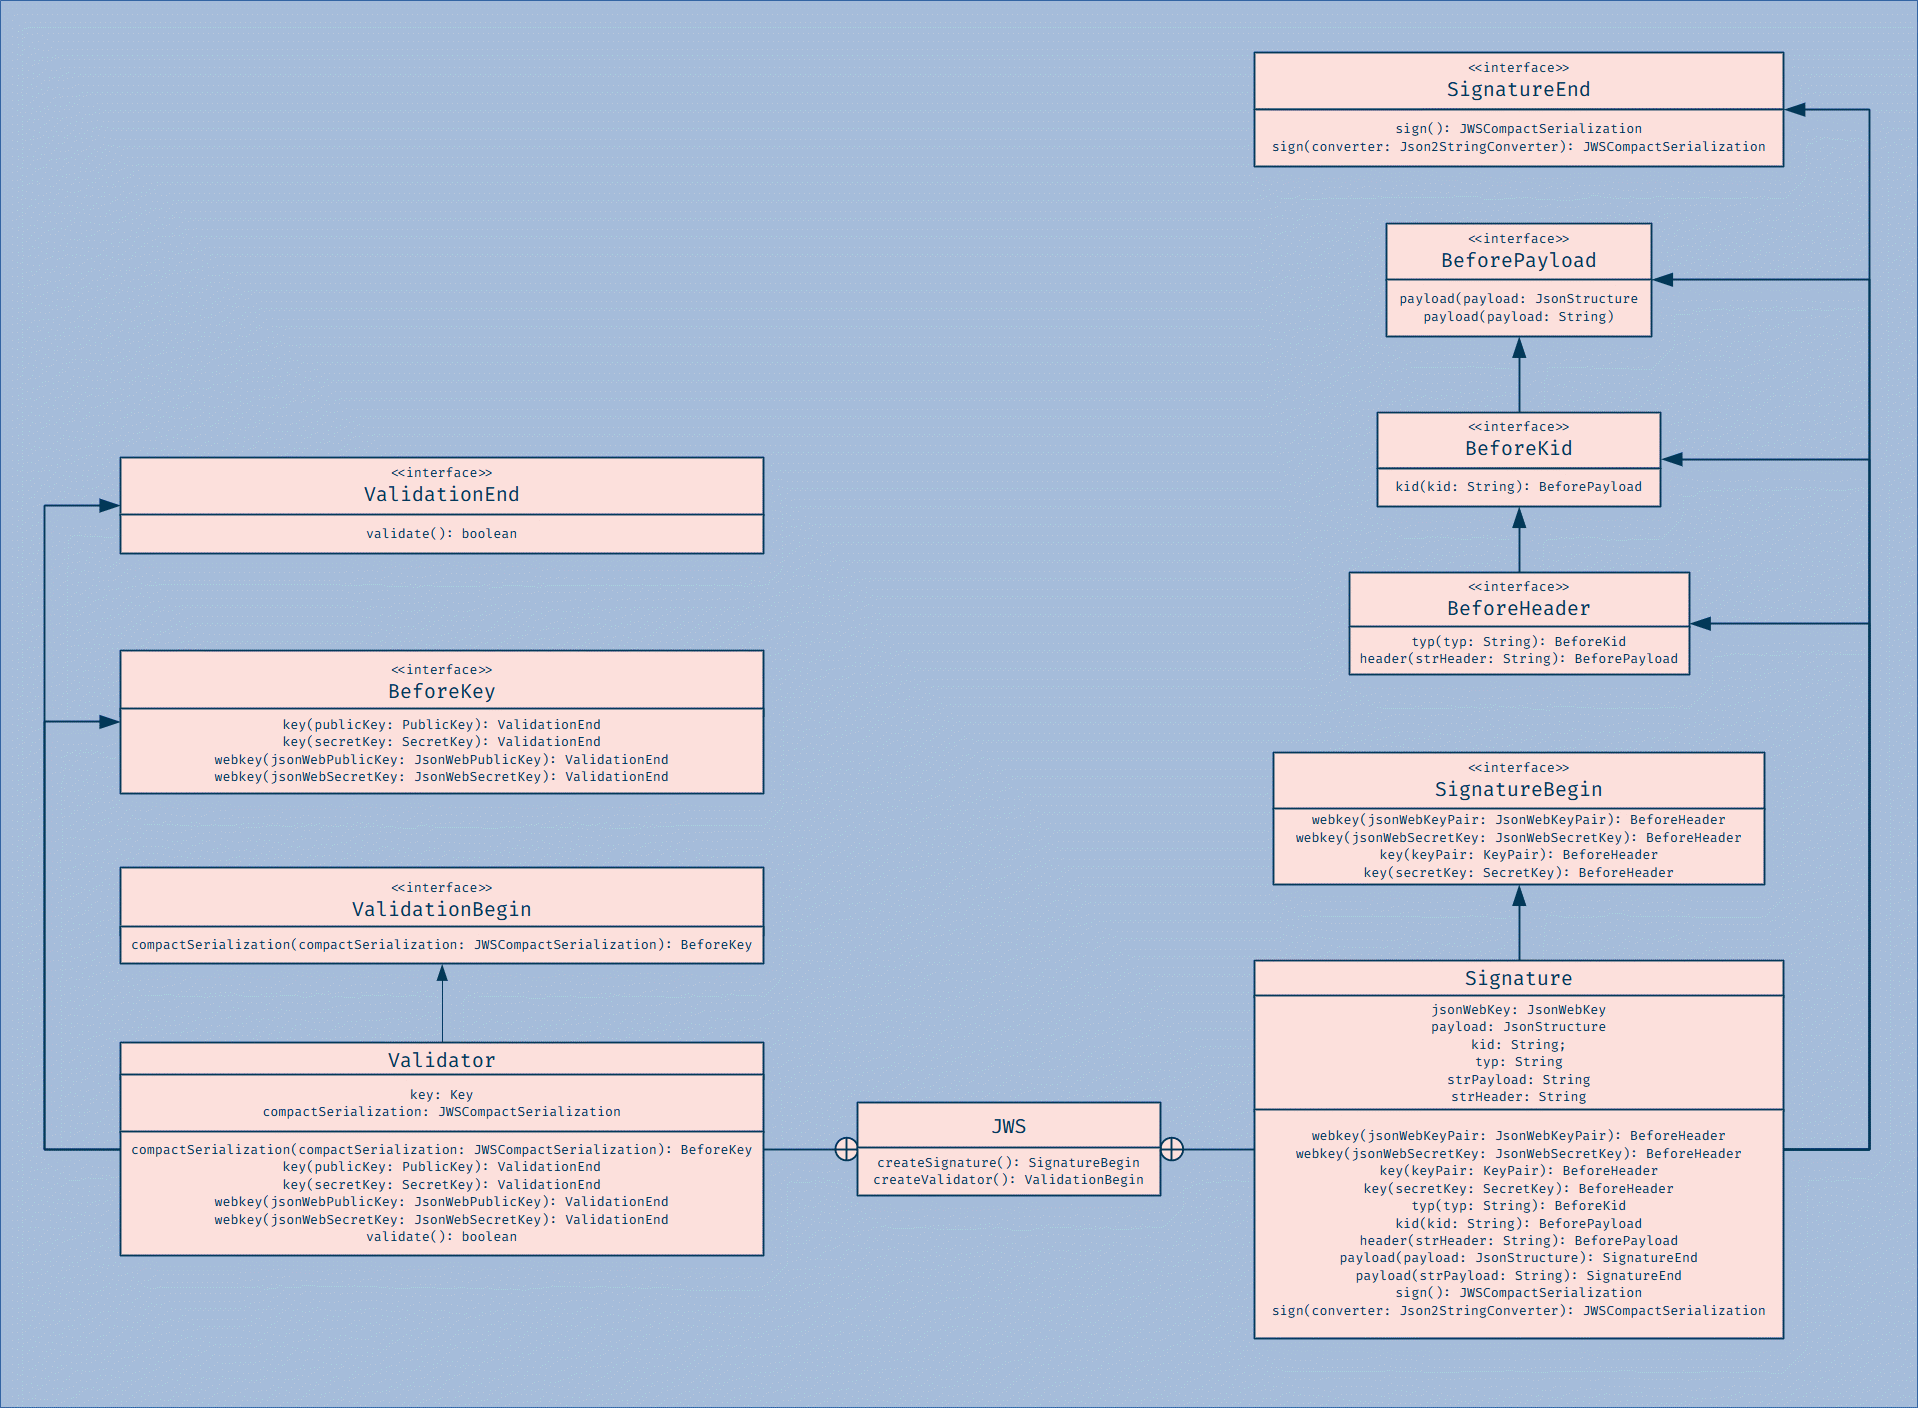 <<interface>>
SignatureEnd
sign(): JWSCompactSerialization
sign(converter: Json2StringConverter): JWSCompactSerialization
<<interface>>
BeforePayload
payload(payload: JsonStructure
payload(payload: String)
<<interface>>
BeforeKid
kid(kid: String): BeforePayload
<<interface>>
BeforeHeader
typ(typ: String): BeforeKid
header(strHeader: String): BeforePayload
<<interface>>
SignatureBegin
webkey(jsonWebKeyPair: JsonWebKeyPair): BeforeHeader
webkey(jsonWebSecretKey: JsonWebSecretKey): BeforeHeader
key(keyPair: KeyPair): BeforeHeader
key(secretKey: SecretKey): BeforeHeader
<<interface>>
ValidationEnd
validate(): boolean
<<interface>>
BeforeKey
key(publicKey: PublicKey): ValidationEnd
key(secretKey: SecretKey): ValidationEnd
webkey(jsonWebPublicKey: JsonWebPublicKey): ValidationEnd
webkey(jsonWebSecretKey: JsonWebSecretKey): ValidationEnd
<<interface>>
ValidationBegin
compactSerialization(compactSerialization: JWSCompactSerialization): BeforeKey
Validator
key: Key
compactSerialization: JWSCompactSerialization
compactSerialization(compactSerialization: JWSCompactSerialization): BeforeKey
key(publicKey: PublicKey): ValidationEnd
key(secretKey: SecretKey): ValidationEnd
webkey(jsonWebPublicKey: JsonWebPublicKey): ValidationEnd
webkey(jsonWebSecretKey: JsonWebSecretKey): ValidationEnd
validate(): boolean
JWS
createSignature(): SignatureBegin
createValidator(): ValidationBegin
Signature
jsonWebKey: JsonWebKey
payload: JsonStructure
kid: String;
typ: String
strPayload: String
strHeader: String
webkey(jsonWebKeyPair: JsonWebKeyPair): BeforeHeader
webkey(jsonWebSecretKey: JsonWebSecretKey): BeforeHeader
key(keyPair: KeyPair): BeforeHeader
key(secretKey: SecretKey): BeforeHeader
typ(typ: String): BeforeKid
kid(kid: String): BeforePayload
header(strHeader: String): BeforePayload
payload(payload: JsonStructure): SignatureEnd
payload(strPayload: String): SignatureEnd
sign(): JWSCompactSerialization
sign(converter: Json2StringConverter): JWSCompactSerialization